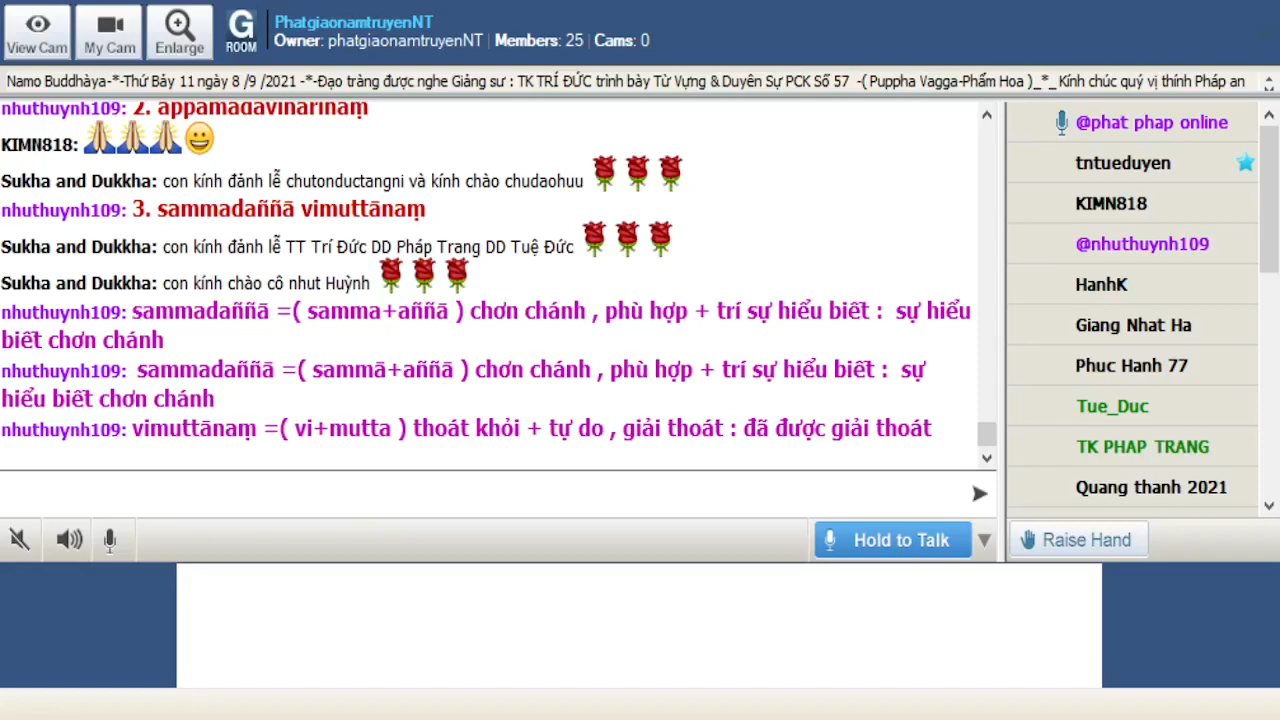 View Cam
My Cam
Enlarge
G
ROOM
PhatgiaonamtruyenNT
Owner: phatgiaonamtruyenNT | Members: 25 | Cams: 0
Namo Buddhàya-*-Thứ Bảy 11 ngày 8 /9 /2021 -*-Đạo tràng được nghe Giảng sư : TK TRÍ ĐỨC trình bày Từ Vựng & Duyên Sự PCK Số 57 -( Puppha Vagga-Phẩm Hoa )_*_ Kính chúc quý vị thính Pháp an
nhuthuynh109: 2. appamādavihārinaṃ
KIMN818:
Sukha and Dukkha: con kính đảnh lễ chutonductangni và kính chào chudaohuu
nhuthuynh109: 3. sammadaññā vimuttānaṃ
Sukha and Dukkha: con kính đảnh lễ TT Trí Đức DD Pháp Trang DD Tuệ Đức
Sukha and Dukkha: con kính chào cô nhut Huỳnh
nhuthuynh109: sammadaññā =( samma+aññā ) chơn chánh , phù hợp + trí sự hiểu biết : sự hiểu
biết chơn chánh
nhuthuynh109: sammadaññā =( sammā+aññā ) chơn chánh , phù hợp + trí sự hiểu biết : sự
hiểu biết chơn chánh
nhuthuynh109: vimuttānaṃ =( vi+mutta ) thoát khỏi + tự do , giải thoát : đã được giải thoát
@phat phap online
tntueduyen
KIMN818
@nhuthuynh109
HanhK
Giang Nhat Ha
Phuc Hanh 77
Tue_Duc
TK PHAP TRANG
Quang thanh 2021
Hold to Talk
Raise Hand